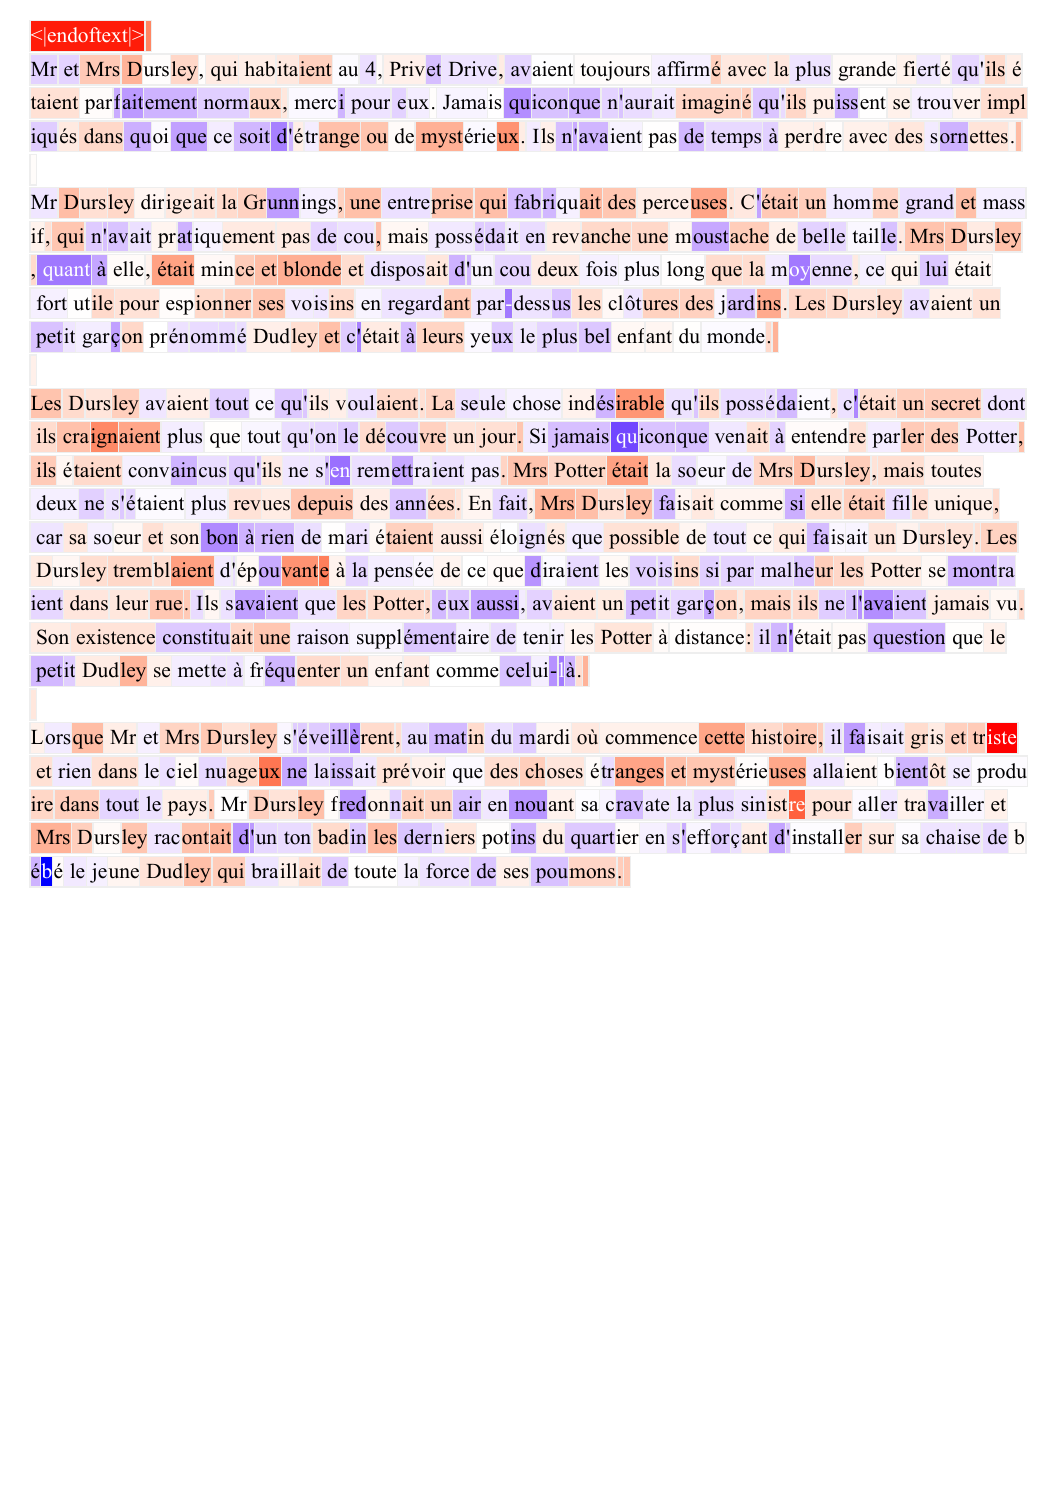 <|endoftext|>
Mr et Mrs Dursley, qui habitaient au 4, Privet Drive, avaient toujours affirmé avec la plus grande fierté qu'ils é
taient parfaitement normaux, merci pour eux. Jamais quiconque n'aurait imaginé qu'ils puissent se trouver impl
iqués dans quoi que ce soit d'étrange ou de mystérieux. Ils n'avaient pas de temps à perdre avec des sornettes.
Mr Dursley dirigeait la Grunnings, une entreprise qui fabriquait des perceuses. C'était un homme grand et mass
if, qui n'avait pratiquement pas de cou, mais possédait en revanche une moustache de belle taille. Mrs Dursley
, quant à elle, était mince et blonde et disposait d'un cou deux fois plus long que la moyenne, ce qui lui était
fort utile pour espionner ses voisins en regardant par-dessus les clôtures des jardins. Les Dursley avaient un
petit garçon prénommé Dudley et c'était à leurs yeux le plus bel enfant du monde.
Les Dursley avaient tout ce qu'ils voulaient. La seule chose indésirable qu'ils possédaient, c'était un secret dont
ils craignaient plus que tout qu'on le découvre un jour. Si jamais quiconque venait à entendre parler des Potter,
ils étaient convaincus qu'ils ne s'en remettraient pas. Mrs Potter était la soeur de Mrs Dursley, mais toutes
deux ne s'étaient plus revues depuis des années. En fait, Mrs Dursley faisait comme si elle était fille unique,
car sa soeur et son bon à rien de mari étaient aussi éloignés que possible de tout ce qui faisait un Dursley. Les
Dursley tremblaient d'épouvante à la pensée de ce que diraient les voisins si par malheur les Potter se montra
ient dans leur rue. Ils savaient que les Potter, eux aussi, avaient un petit garçon, mais ils ne l'avaient jamais vu.
Son existence constituait une raison supplémentaire de tenir les Potter à distance: il n'était pas question que le
petit Dudley se mette à fréquenter un enfant comme celui-là.
Lorsque Mr et Mrs Dursley s'éveillèrent, au matin du mardi où commence cette histoire, il faisait gris et triste
et rien dans le ciel nuageux ne laissait prévoir que des choses étranges et mystérieuses allaient bientôt se produ
ire dans tout le pays. Mr Dursley fredonnait un air en nouant sa cravate la plus sinistre pour aller travailler et
Mrs Dursley racontait d'un ton badin les derniers potins du quartier en s'efforçant d'installer sur sa chaise de b
ébé le jeune Dudley qui braillait de toute la force de ses poumons.